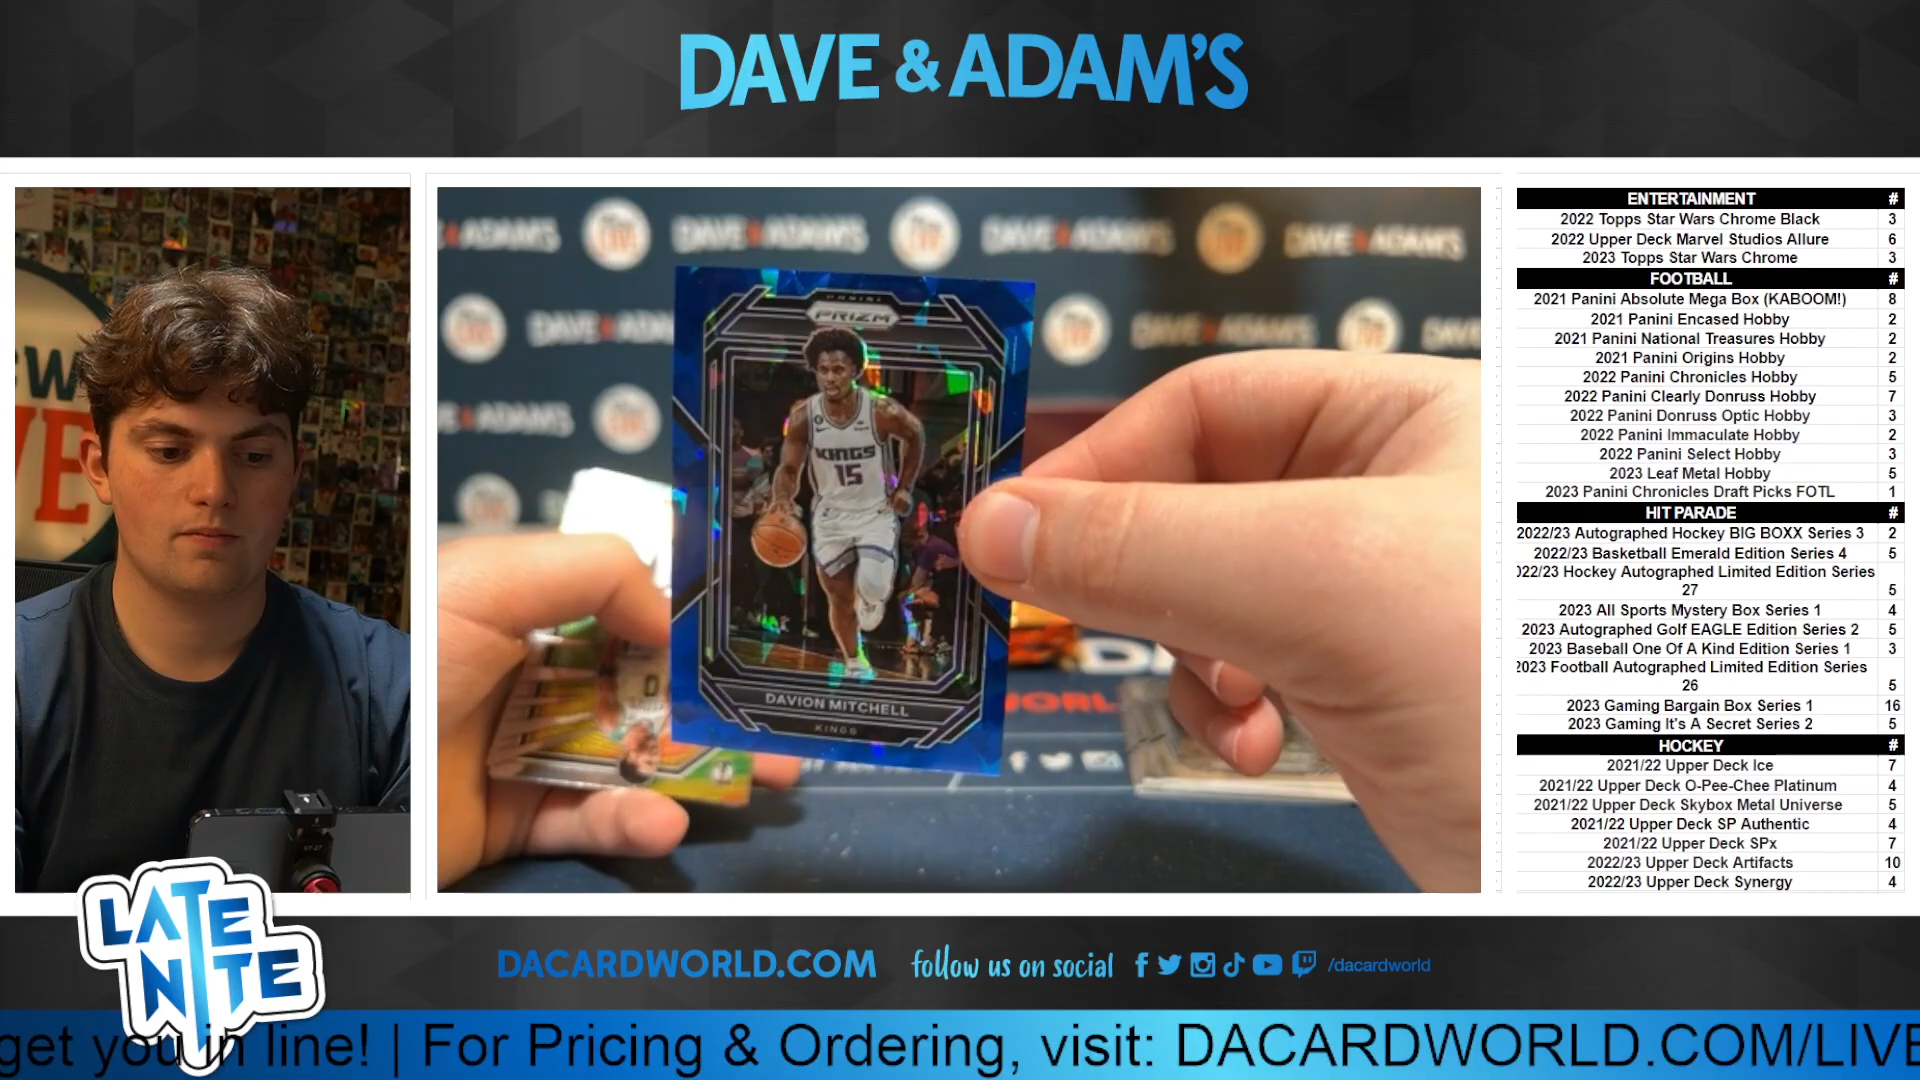 DAVE & ADAM'S
DAVE & ADAM'S
DAVE & ADAM'S
DAVE & ADAM'S
PANINI
PRIZM
KINGS
15
DAVION MITCHELL
KINGS
ENTERTAINMENT #
2022 Topps Star Wars Chrome Black 3
2022 Upper Deck Marvel Studios Allure 6
2023 Topps Star Wars Chrome 3
FOOTBALL #
2021 Panini Absolute Mega Box (KABOOM!) 8
2021 Panini Encased Hobby 2
2021 Panini National Treasures Hobby 2
2021 Panini Origins Hobby 2
2022 Panini Chronicles Hobby 5
2022 Panini Clearly Donruss Hobby 7
2022 Panini Donruss Optic Hobby 3
2022 Panini Immaculate Hobby 2
2022 Panini Select Hobby 3
2023 Leaf Metal Hobby 5
2023 Panini Chronicles Draft Picks FOTL 1
HIT PARADE #
2022/23 Autographed Hockey BIG BOXX Series 3 2
2022/23 Basketball Emerald Edition Series 4 5
022/23 Hockey Autographed Limited Edition Series
27 5
2023 All Sports Mystery Box Series 1 4
2023 Autographed Golf EAGLE Edition Series 2 5
2023 Baseball One Of A Kind Edition Series 1 3
2023 Football Autographed Limited Edition Series
26 5
2023 Gaming Bargain Box Series 1 16
2023 Gaming It's A Secret Series 2 5
HOCKEY #
2021/22 Upper Deck Ice 7
2021/22 Upper Deck O-Pee-Chee Platinum 4
2021/22 Upper Deck Skybox Metal Universe 5
2021/22 Upper Deck SP Authentic 4
2021/22 Upper Deck SPx 7
2022/23 Upper Deck Artifacts 10
2022/23 Upper Deck Synergy 4
LATE
NITE
DACARDWORLD.COM follow us on social /dacardworld
get you in line! | For Pricing & Ordering, visit: DACARDWORLD.COM/LIVE